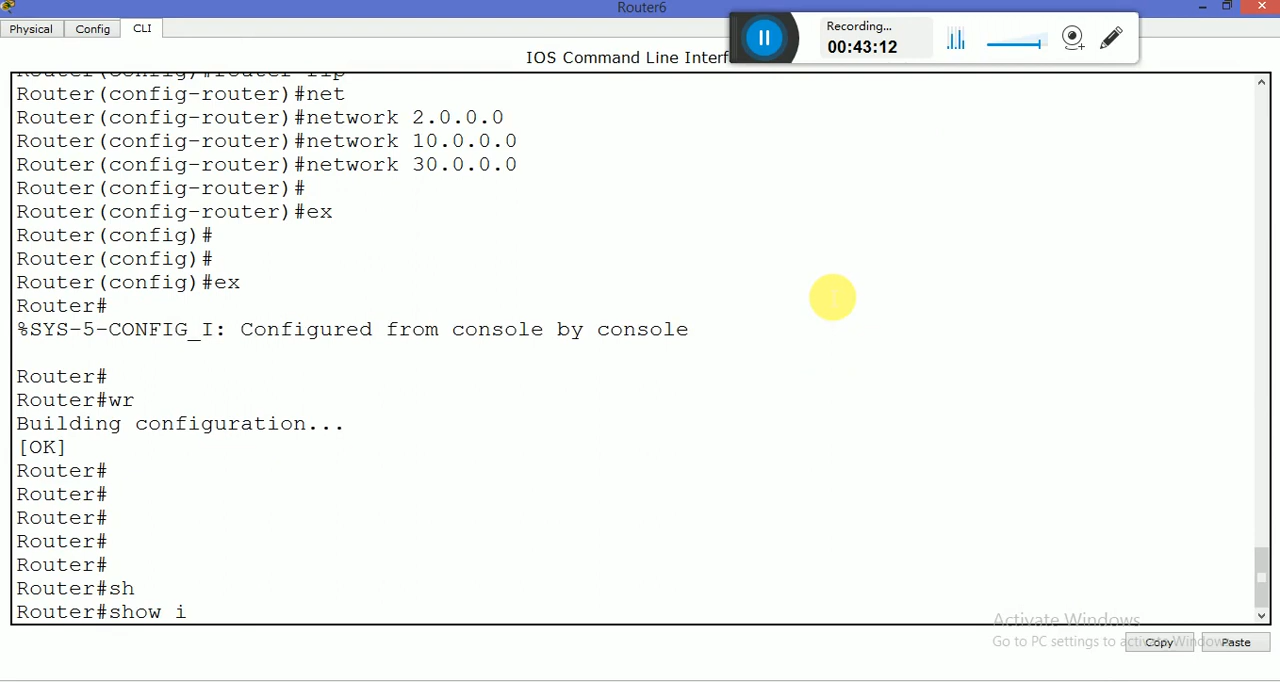 Router6
Physical
Config
CLI
Recording...
00:43:12
IOS Command Line Interf
Router(config)#router rip
Router(config-router)#net
Router(config-router)#network 2.0.0.0
Router(config-router)#network 10.0.0.0
Router(config-router)#network 30.0.0.0
Router(config-router)#
Router(config-router)#ex
Router(config)#
Router(config)#
Router(config)#ex
Router#
%SYS-5-CONFIG_I: Configured from console by console
Router#
Router#wr
Building configuration...
[OK]
Router#
Router#
Router#
Router#
Router#
Router#sh
Router#show i
Activate Windows
Go to PC settings to activate Windows.
Copy
Paste